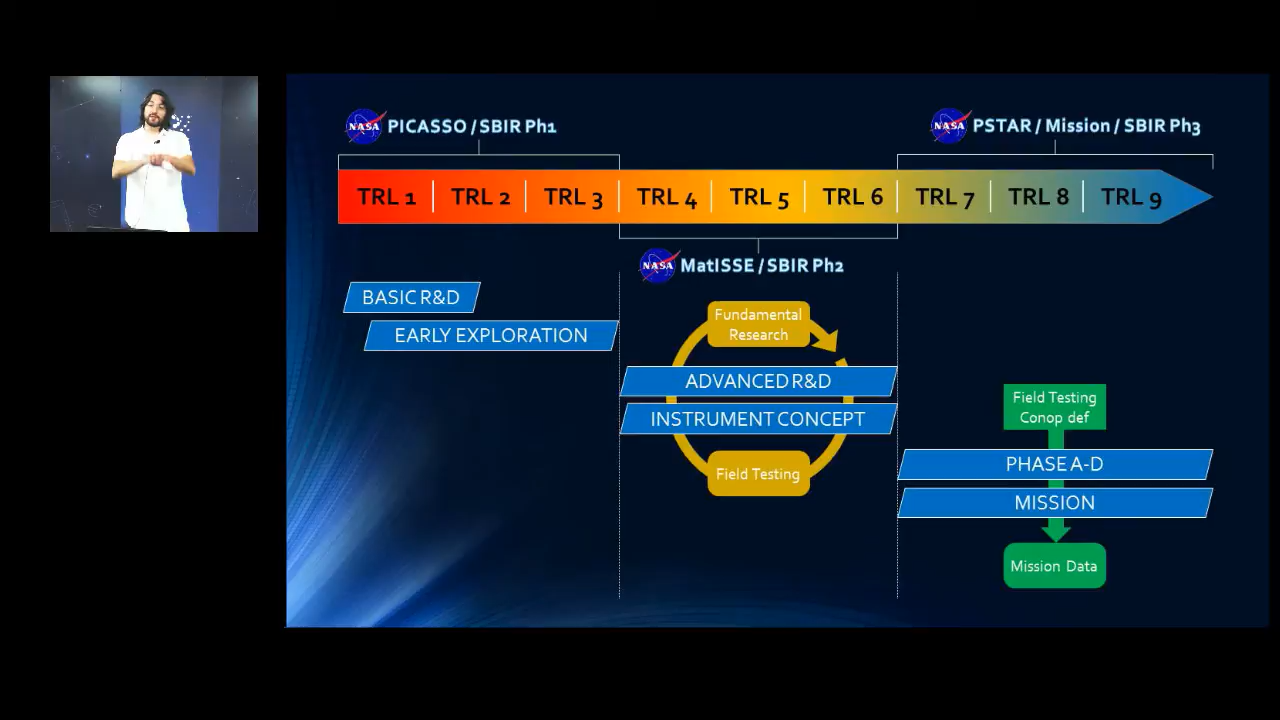 NASA PICASSO / SBIR Ph1
NASA PSTAR / Mission / SBIR Ph3
TRL 1 TRL 2 TRL 3 TRL 4 TRL 5 TRL 6 TRL 7 TRL 8 TRL 9
NASA MatISSE / SBIR Ph2
BASIC R&D
EARLY EXPLORATION
Fundamental
Research
ADVANCED R&D
INSTRUMENT CONCEPT
Field Testing
Field Testing
Conop def
PHASE A-D
MISSION
Mission Data